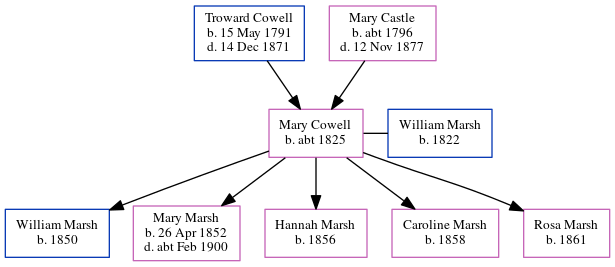 Troward Cowell
b. 15 May 1791
d. 14 Dec 1871
Mary Castle
b. abt 1796
d. 12 Nov 1877
Mary Cowell
b. abt 1825
William Marsh
b. 1822
William Marsh
b. 1850
Mary Marsh
b. 26 Apr 1852
d. abt Feb 1900
Hannah Marsh
b. 1856
Caroline Marsh
b. 1858
Rosa Marsh
b. 1861